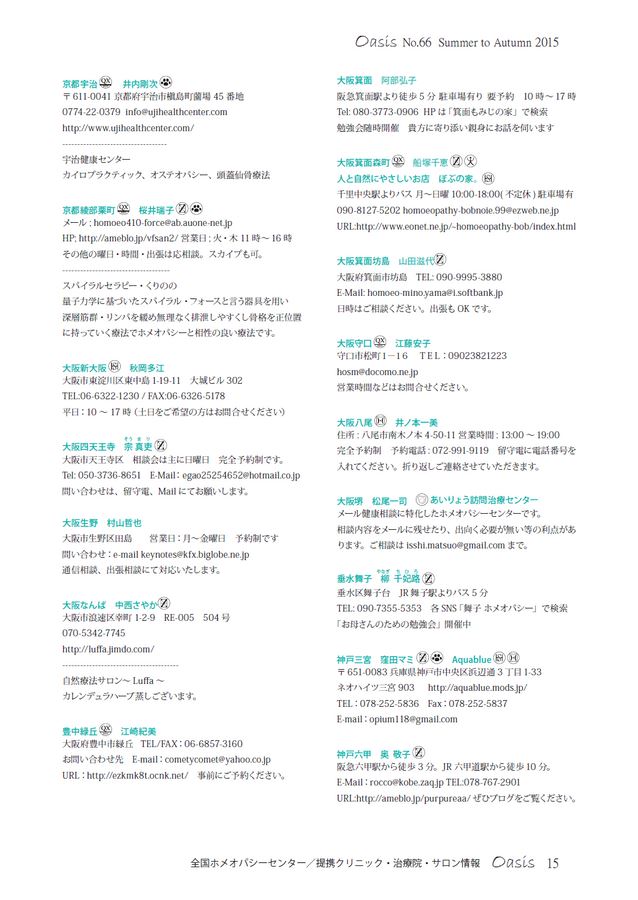 Oasis No.66 Summer to Autumn 2015
京都宇治 井内剛次
〒611-0041 京都府宇治市槙島町薗場 45 番地
0774-22-0379 info@ujihealthcenter.com
http://www.ujihealthcenter.com/
-----------------------------------
宇治健康センター
カイロプラクティック、オステオパシー、頭蓋仙骨療法
京都綾部栗町 桜井瑞子
メール ; homoeo410-force@ab.auone-net.jp
HP; http://ameblo.jp/vfsan2/ 営業日 ; 火・木 11 時～ 16 時
その他の曜日・時間・出張は応相談。スカイプも可。
------------------------------------
スパイラルセラピー・くりのの
量子力学に基づいたスパイラル・フォースと言う器具を用い
深層筋群・リンパを緩め無理なく排泄しやすくし骨格を正位置
に持っていく療法でホメオパシーと相性の良い療法です。
大阪新大阪 秋岡多江
大阪市東淀川区東中島 1-19-11 大城ビル 302
TEL:06-6322-1230 / FAX:06-6326-5178
平日：10 ～ 17 時（土日をご希望の方はお問合せください）
大阪四天王寺 宗 真吏
大阪市天王寺区 相談会は主に日曜日 完全予約制です。
Tel: 050-3736-8651 E-Mail： egao25254652@hotmail.co.jp
問い合わせは、留守電、Mail にてお願いします。
大阪生野 村山哲也
大阪市生野区田島 営業日：月～金曜日 予約制です
問い合わせ：e-mail keynotes@kfx.biglobe.ne.jp
通信相談、出張相談にて対応いたします。
大阪なんば 中西さやか
大阪市浪速区幸町 1-2-9 RE-005 504 号
070-5342-7745
http://luffa.jimdo.com/
---------------------------------------
自然療法サロン～ Luffa ～
カレンデュラハーブ蒸しございます。
豊中緑丘 江崎紀美
大阪府豊中市緑丘 TEL/FAX：06-6857-3160
お問い合わせ先 E-mail：cometycomet@yahoo.co.jp
URL：http://ezkmk8t.ocnk.net/ 事前にご予約ください。
大阪箕面 阿部弘子
阪急箕面駅より徒歩 5 分 駐車場有り 要予約 10 時～ 17 時
Tel: 080-3773-0906 HP は「箕面もみじの家」で検索
勉強会随時開催 貴方に寄り添い親身にお話を伺います
大阪箕面森町 船塚千恵
人と自然にやさしいお店 ぼぶの家。
千里中央駅よりバス 月～日曜 10:00-18:00( 不定休 ) 駐車場有
090-8127-5202 homoeopathy-bobnoie.99@ezweb.ne.jp
URL:http://www.eonet.ne.jp/~homoeopathy-bob/index.html
大阪箕面坊島 山田滋代
大阪府箕面市坊島 TEL: 090-9995-3880
E-Mail: homoeo-mino.yama@i.softbank.jp
日時はご相談ください。出張も OK です。
大阪守口 江藤安子
守口市松町 1－1 6 ＴＥＬ：09023821223
hosm@docomo.ne.jp
営業時間などはお問合せください。
大阪八尾 井ノ本一美
住所 : 八尾市南木ノ本 4-50-11 営業時間 : 13:00 ～ 19:00
完全予約制 予約電話 : 072-991-9119 留守電に電話番号を
入れてください。折り返しご連絡させていただきます。
大阪堺 松尾一司 あいりょう訪問治療センター
メール健康相談に特化したホメオパシーセンターです。
相談内容をメールに残せたり、出向く必要が無い等の利点があ
ります。ご相談は isshi.matsuo@gmail.com まで。
垂水舞子 柳 千妃路
垂水区舞子台 JR 舞子駅よりバス 5 分
TEL: 090-7355-5353 各 SNS「舞子 ホメオパシー」で検索
「お母さんのための勉強会」開催中
神戸三宮 窪田マミ Aquablue
〒651-0083 兵庫県神戸市中央区浜辺通 3 丁目 1-33
ネオハイツ三宮 903 http://aquablue.mods.jp/
TEL：078-252-5836 Fax：078-252-5837
E-mail：opium118@gmail.com
神戸六甲 奥 敬子
阪急六甲駅から徒歩 3 分。JR 六甲道駅から徒歩 10 分。
E-Mail：rocco@kobe.zaq.jp TEL:078-767-2901
URL:http://ameblo.jp/purpureaa/ ぜひブログをご覧ください。
全国ホメオパシーセンター／提携クリニック・治療院・サロン情報 Oasis 15